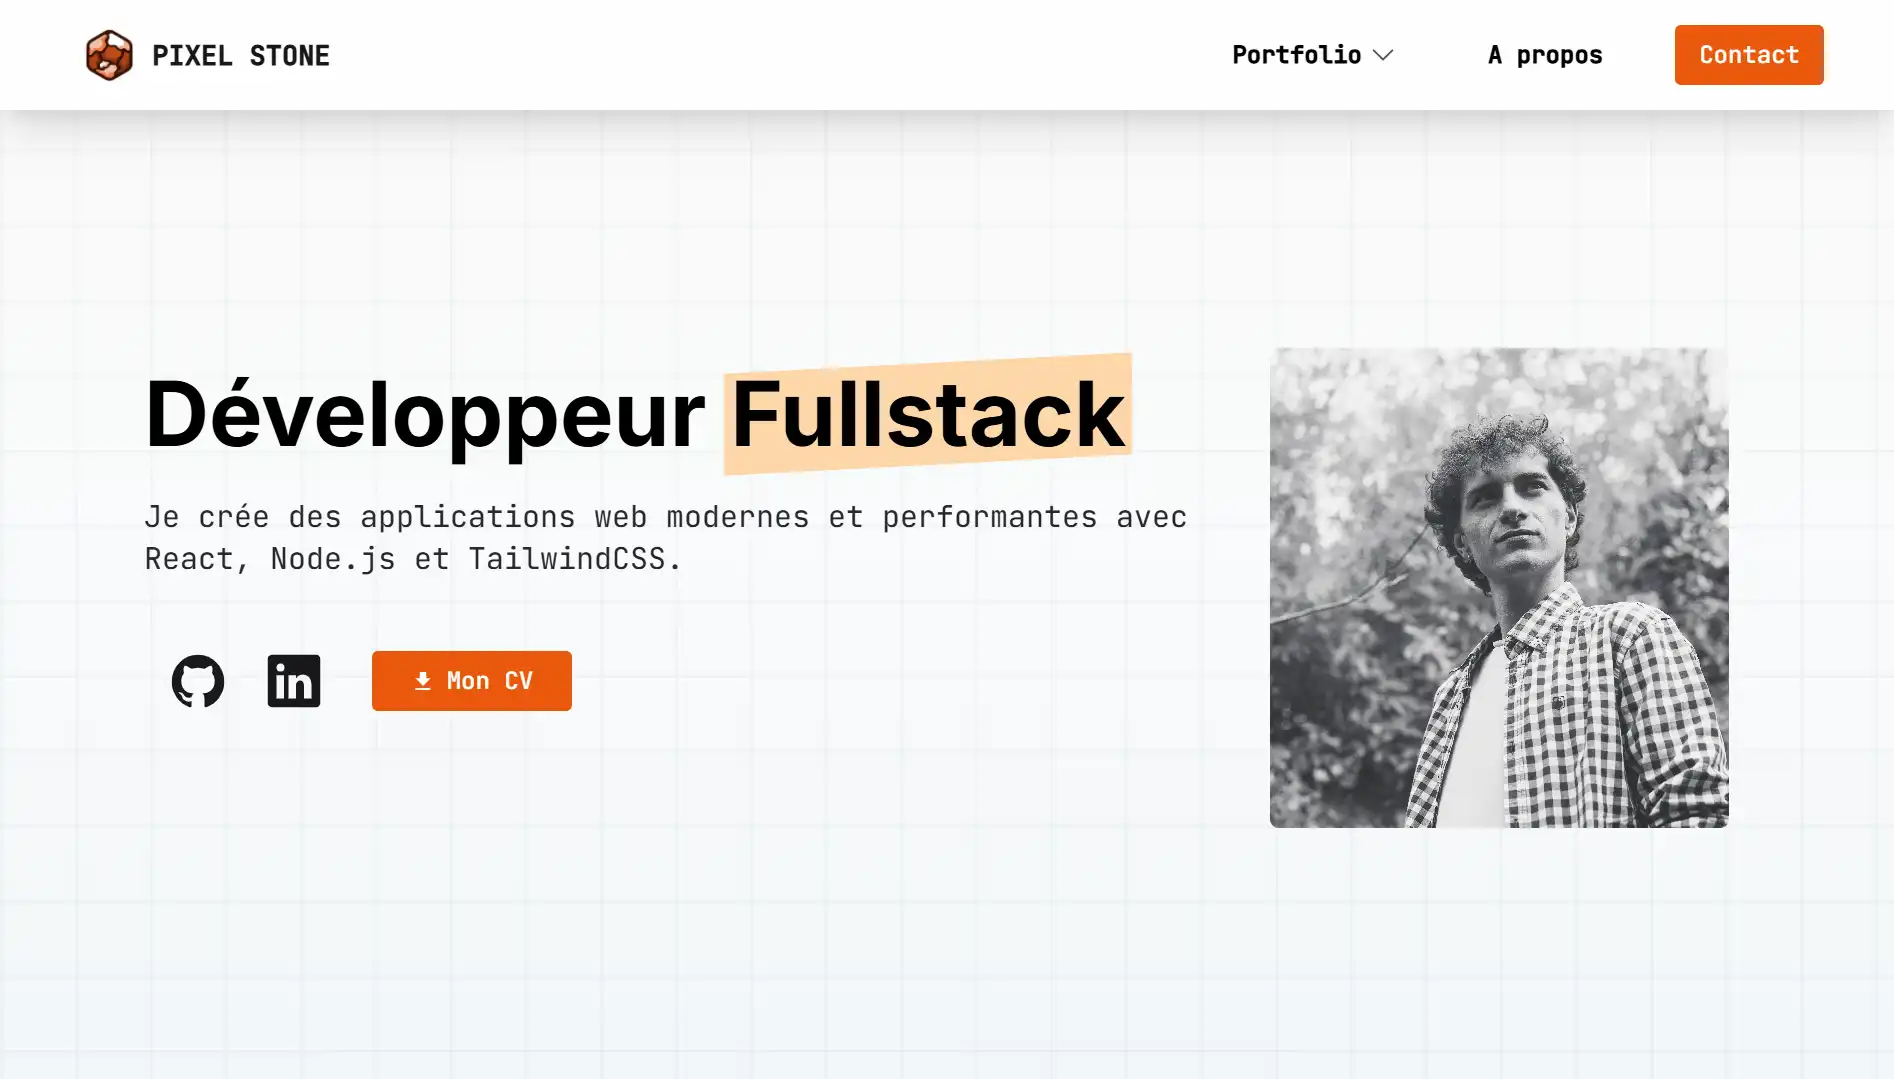 PIXEL STONE
Portfolio
A propos
Contact
Développeur Fullstack
Je crée des applications web modernes et performantes avec
React, Node.js et TailwindCSS.
in
Mon CV